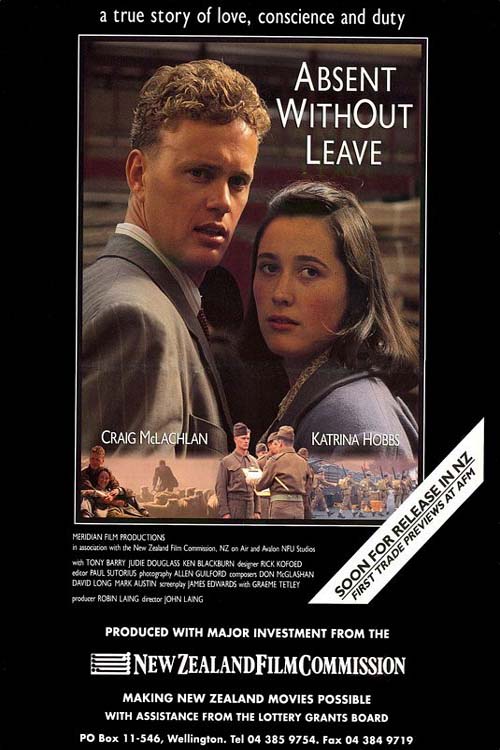 a true story of love, conscience and duty
ABSENT
WITHOUT
LEAVE
CRAIG McLACHLAN
KATRINA HOBBS
SOON FOR RELEASE IN NZ
FIRST TRADE PREVIEWS AT AFM
MERIDIAN FILM PRODUCTIONS
in association with the New Zealand Film Commission, NZ on Air and Avalon NFU Studios
with TONY BARRY JUDIE DOUGLASS KEN BLACKBURN designer RICK KOFOED
editor PAUL SUTORIUS photography ALLEN GUILFORD composers DON McGLASHAN
DAVID LONG MARK AUSTIN screenplay JAMES EDWARDS with GRAEME TETLEY
producer ROBIN LAING director JOHN LAING
PRODUCED WITH MAJOR INVESTMENT FROM THE
NEW ZEALAND FILM COMMISSION
MAKING NEW ZEALAND MOVIES POSSIBLE
WITH ASSISTANCE FROM THE LOTTERY GRANTS BOARD
PO Box 11-546, Wellington. Tel 04 385 9754. Fax 04 384 9719